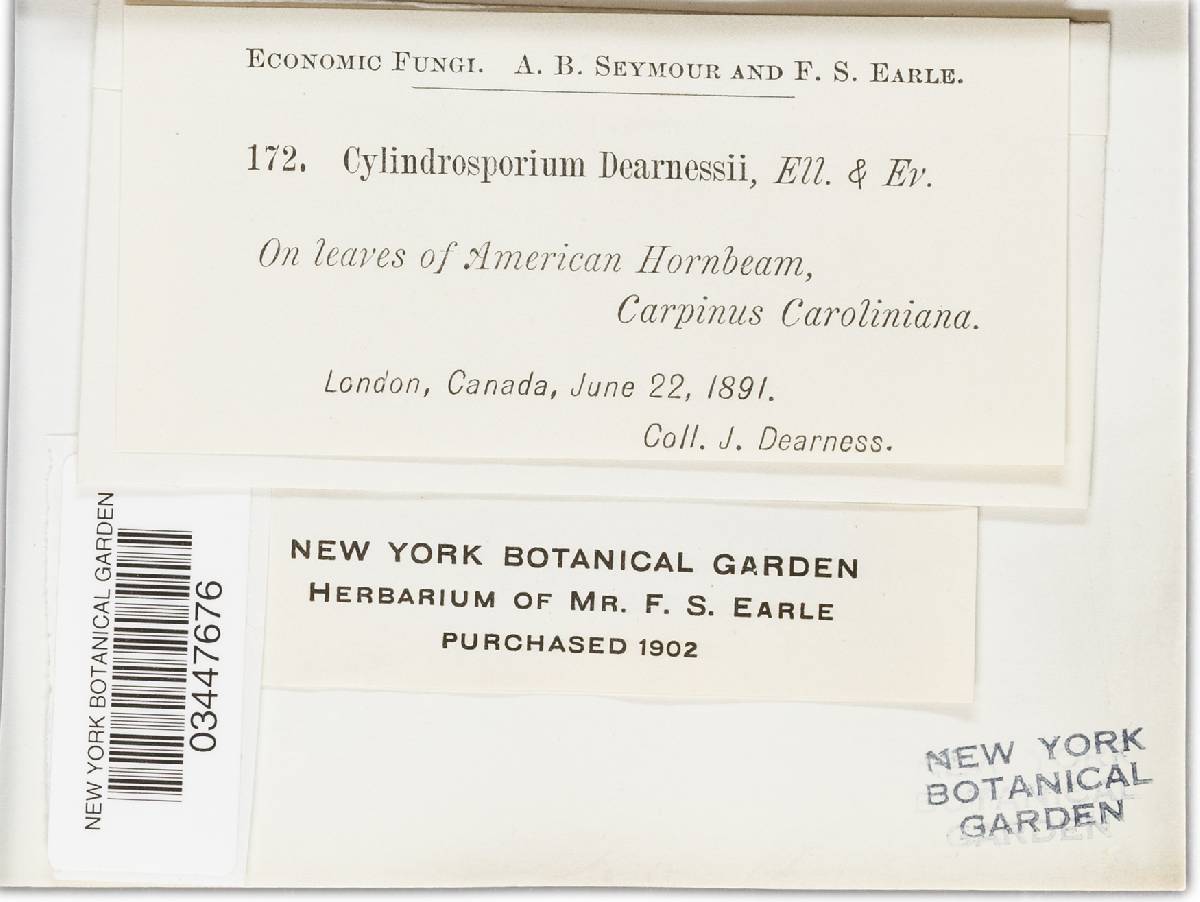 ECONOMIC FUNGI. A. B. SEYMOUR AND F. S. EARLE.
172. Cylindrosporium Dearnessii, Ell. & Ev.
On leaves of American Hornbeam,
Carpinus Caroliniana.
London, Canada, June 22, 1891.
Coll. J. Dearness.
NEW YORK BOTANICAL GARDEN
HERBARIUM OF MR. F. S. EARLE
PURCHASED 1902
NEW YORK BOTANICAL GARDEN
03447676
NEW YORK
BOTANICAL
GARDEN